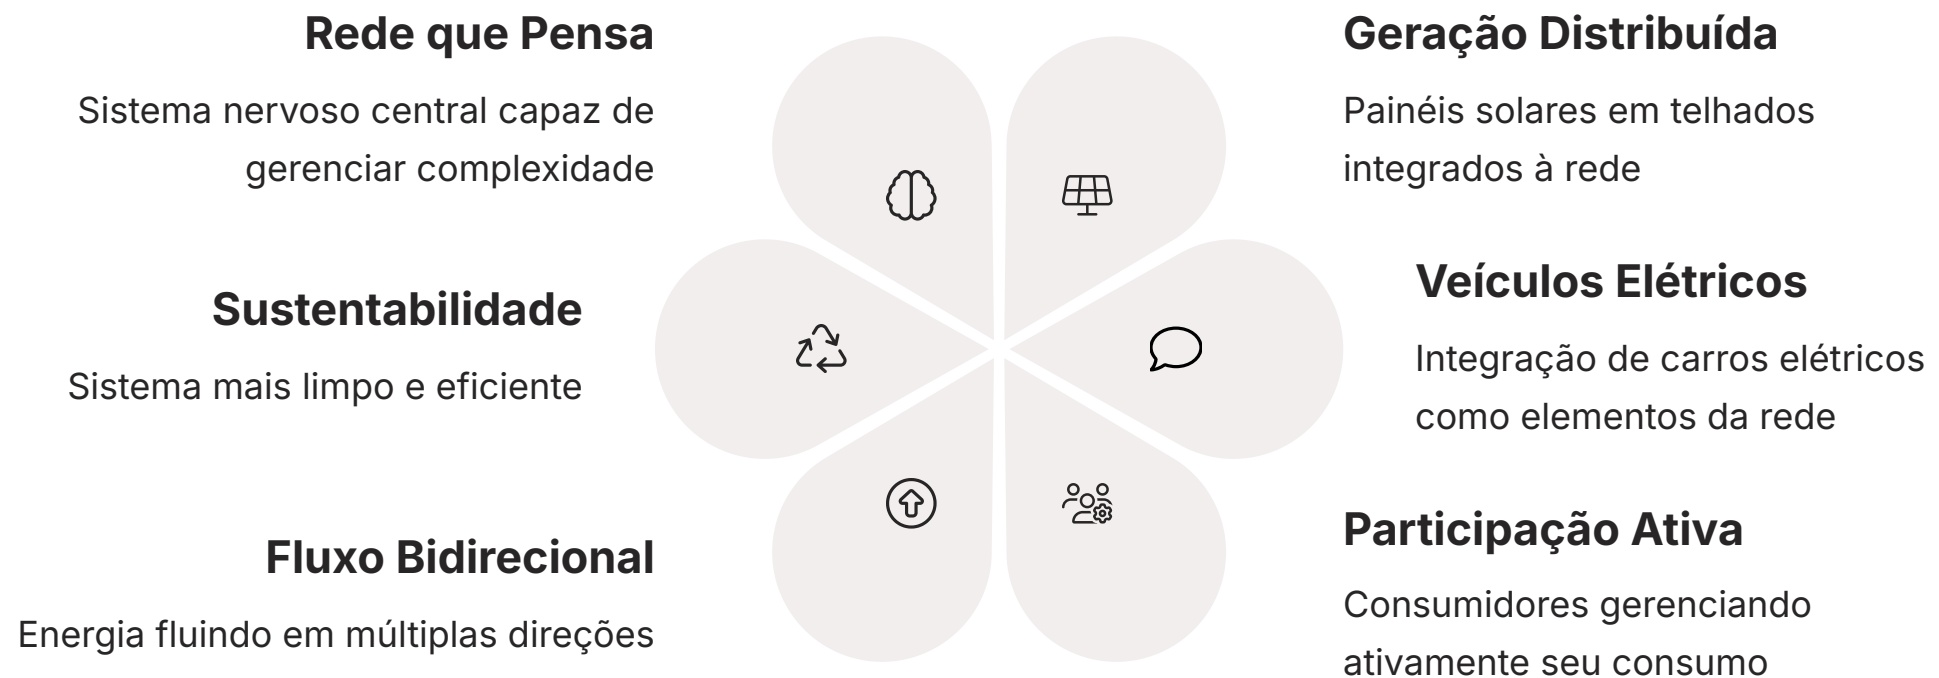 Rede que Pensa
Sistema nervoso central capaz de
gerenciar complexidade
Geração Distribuída
Painéis solares em telhados
integrados à rede
Sustentabilidade
Sistema mais limpo e eficiente
Veículos Elétricos
Integração de carros elétricos
como elementos da rede
Fluxo Bidirecional
Energia fluindo em múltiplas direções
Participação Ativa
Consumidores gerenciando
ativamente seu consumo